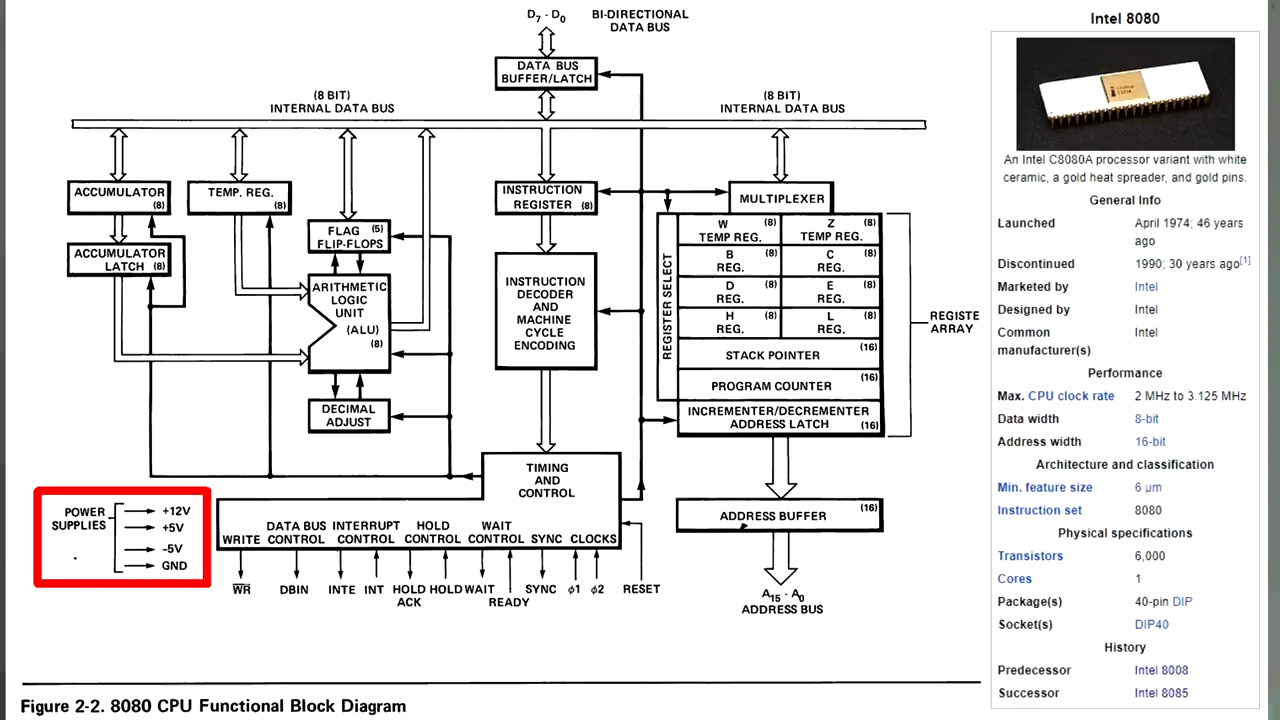 D7 - D0
BI-DIRECTIONAL
DATA BUS
DATA BUS
BUFFER/LATCH
(8 BIT)
INTERNAL DATA BUS
(8 BIT)
INTERNAL DATA BUS
ACCUMULATOR
(8)
TEMP. REG.
(8)
INSTRUCTION
REGISTER (8)
MULTIPLEXER
ACCUMULATOR
LATCH (8)
FLAG (5)
FLIP-FLOPS
ARITHMETIC
LOGIC
UNIT
(ALU)
(8)
DECIMAL
ADJUST
INSTRUCTION
DECODER
AND
MACHINE
CYCLE
ENCODING
REGISTER SELECT
W (8)
TEMP REG.
Z (8)
TEMP REG.
B (8)
REG.
C (8)
REG.
D (8)
REG.
E (8)
REG.
H (8)
REG.
L (8)
REG.
STACK POINTER (16)
PROGRAM COUNTER (16)
INCREMENTER/DECREMENTER
ADDRESS LATCH (16)
REGISTE
ARRAY
TIMING
AND
CONTROL
WRITE
DATA BUS
CONTROL
INTERRUPT
CONTROL
HOLD
CONTROL
WAIT
CONTROL
SYNC
CLOCKS
ADDRESS BUFFER (16)
POWER
SUPPLIES
+12V
+5V
-5V
GND
WR
DBIN
INTE
INT
HOLD
ACK
HOLD
WAIT
READY
SYNC
φ1
φ2
RESET
A15 - A0
ADDRESS BUS
Figure 2-2. 8080 CPU Functional Block Diagram
Intel 8080
An Intel C8080A processor variant with white
ceramic, a gold heat spreader, and gold pins.
General Info
Launched April 1974; 46 years
ago
Discontinued 1990; 30 years ago[1]
Marketed by Intel
Designed by Intel
Common Intel
manufacturer(s)
Performance
Max. CPU clock rate 2 MHz to 3.125 MHz
Data width 8-bit
Address width 16-bit
Architecture and classification
Min. feature size 6 μm
Instruction set 8080
Physical specifications
Transistors 6,000
Cores 1
Package(s) 40-pin DIP
Socket(s) DIP40
History
Predecessor Intel 8008
Successor Intel 8085